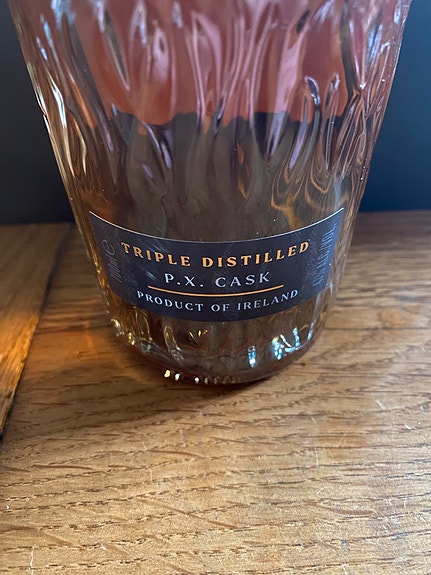 TRIPLE DISTILLED
P.X. CASK
PRODUCT OF IRELAND